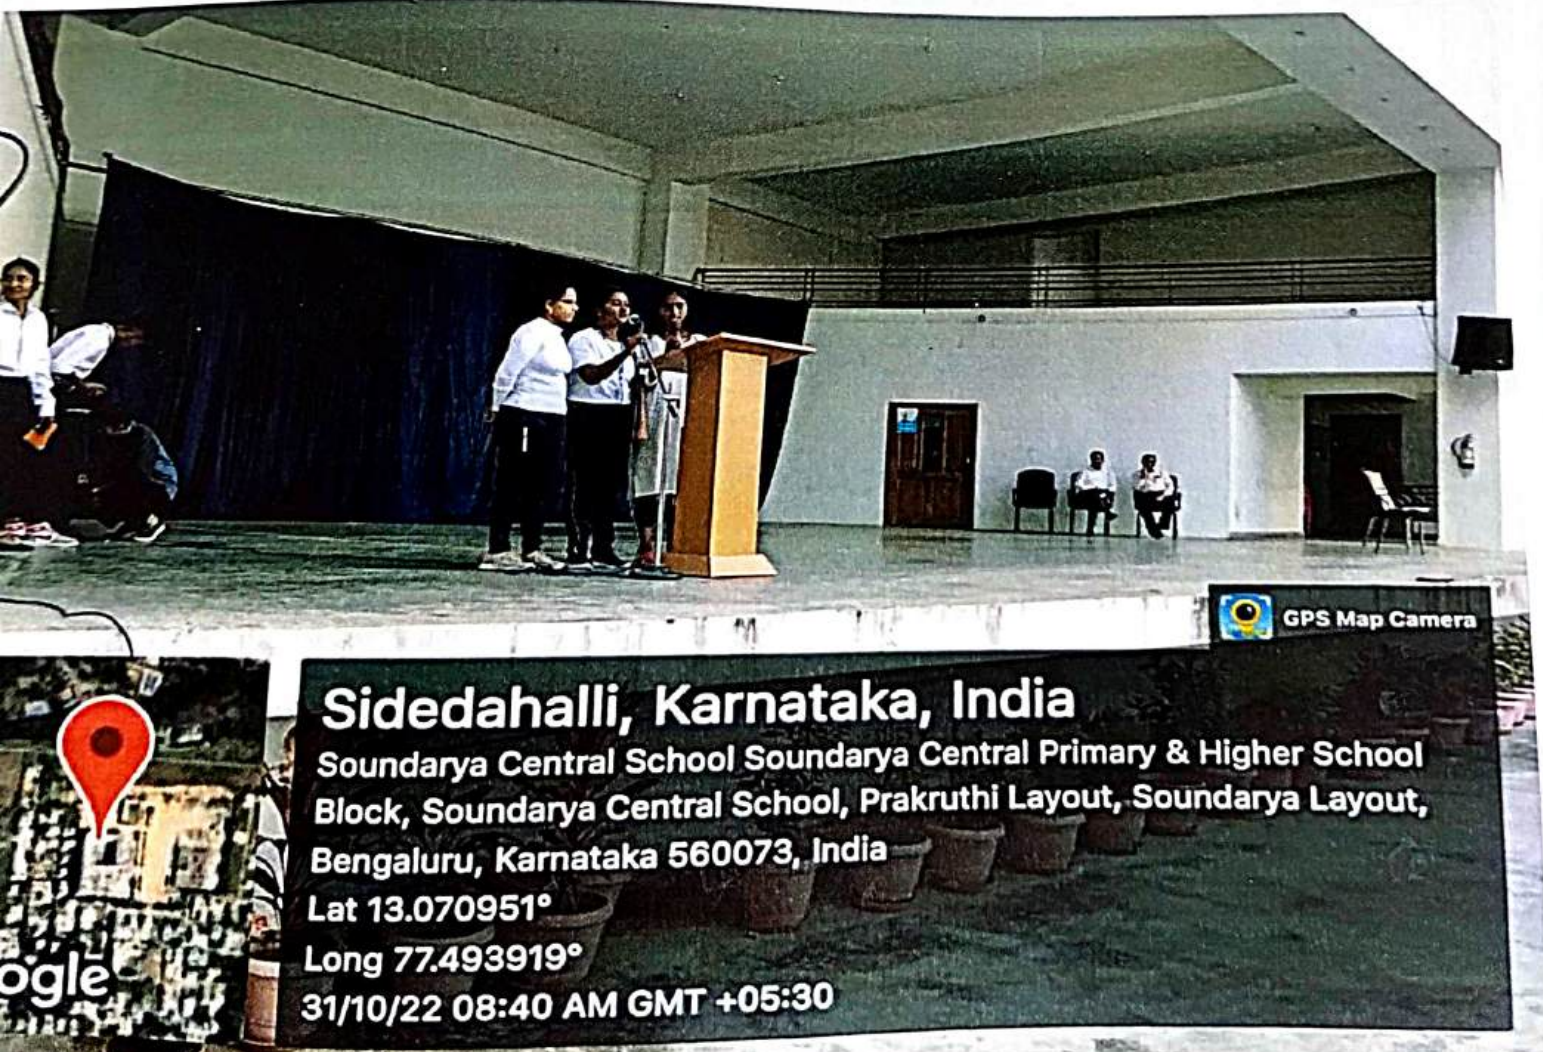 GPS Map Camera
Sidedahalli, Karnataka, India
Soundarya Central School Soundarya Central Primary & Higher School
Block, Soundarya Central School, Prakruthi Layout, Soundarya Layout,
Bengaluru, Karnataka 560073, India
Lat 13.070951°
Long 77.493919°
31/10/22 08:40 AM GMT +05:30
ogle